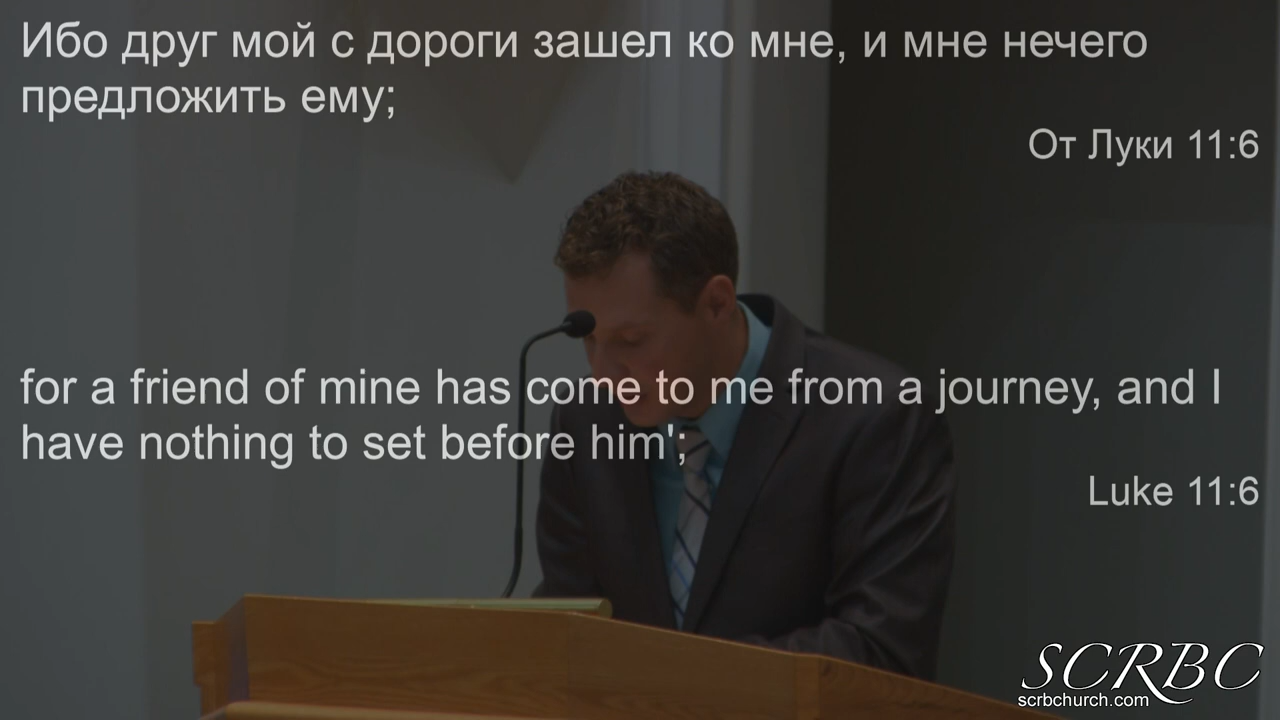 Ибо друг мой с дороги зашел ко мне, и мне нечего
предложить ему;
От Луки 11:6
for a friend of mine has come to me from a journey, and I
have nothing to set before him';
Luke 11:6
SCRBC
scrbchurch.com